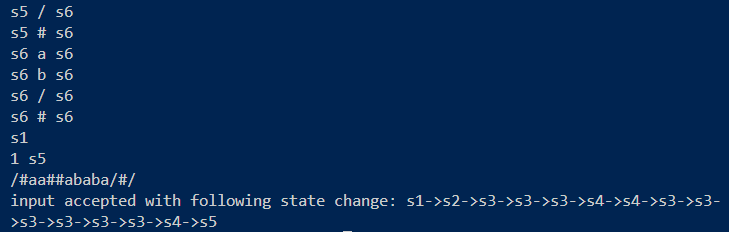 s5 / s6
s5 # s6
s6 a s6
s6 b s6
s6 / s6
s6 # s6
s1
1 s5
/#aa##ababa/#/
input accepted with following state change: s1->s2->s3->s3->s3->s4->s4->s3->s3-
>s3->s3->s3->s3->s4->s5